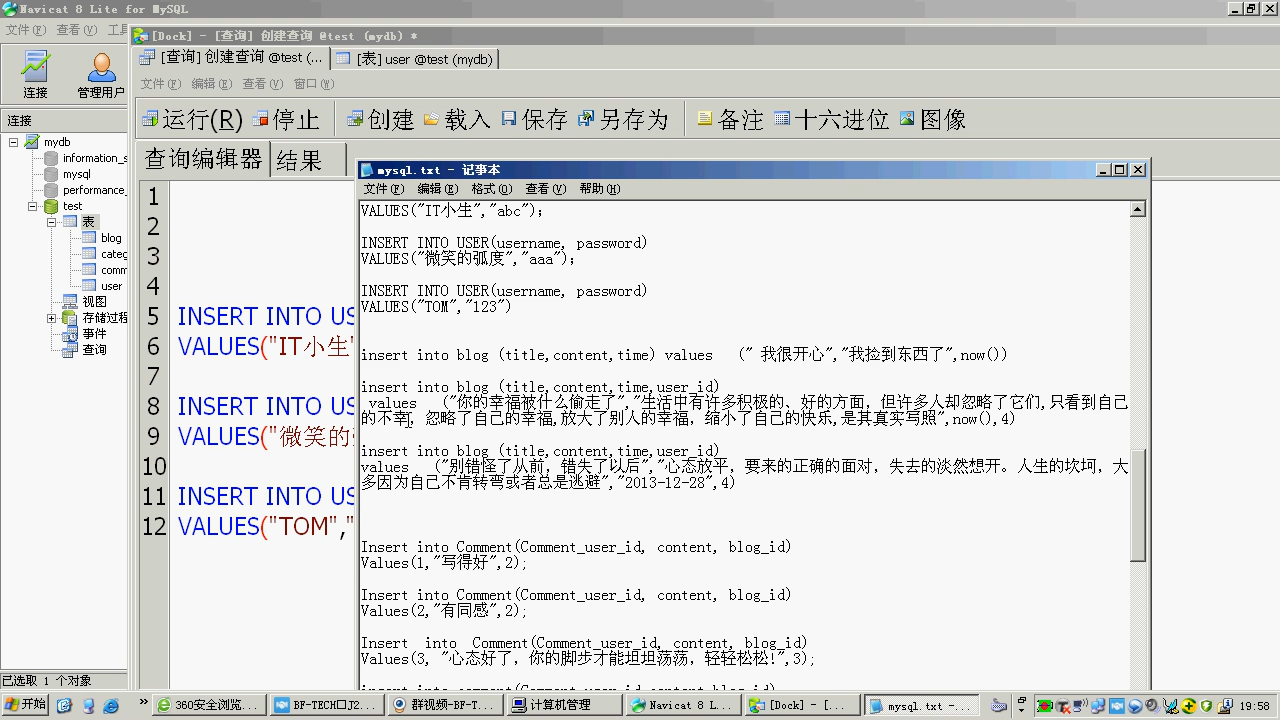 Navicat 8 Lite for MySQL
文件(F) 查看(V) 工具
连接 管理用户
连接
mydb
information_s
mysql
performance_
test
表
blog
categ
comm
user
视图
存储过程
事件
查询
已选取 1 个对象
[Dock] - [查询] 创建查询 @test (mydb) *
[查询] 创建查询 @test (... [表] user @test (mydb)
文件(F) 编辑(E) 查看(V) 窗口(W)
运行(R) 停止 创建 载入 保存 另存为 备注 十六进位 图像
查询编辑器 结果
1
2
3
4
5 INSERT INTO US
6 VALUES("IT小生"
7
8 INSERT INTO US
9 VALUES("微笑的
10
11 INSERT INTO US
12 VALUES("TOM","
mysql.txt - 记事本
文件(F) 编辑(E) 格式(O) 查看(V) 帮助(H)
VALUES("IT小生","abc");
INSERT INTO USER(username, password)
VALUES("微笑的弧度","aaa");
INSERT INTO USER(username, password)
VALUES("TOM","123")
insert into blog (title,content,time) values (" 我很开心","我捡到东西了",now())
insert into blog (title,content,time,user_id)
values ("你的幸福被什么偷走了","生活中有许多积极的、好的方面，但许多人却忽略了它们,只看到自己
的不幸，忽略了自己的幸福,放大了别人的幸福，缩小了自己的快乐,是其真实写照",now(),4)
insert into blog (title,content,time,user_id)
values ("别错怪了从前，错失了以后","心态放平，要来的正确的面对，失去的淡然想开。人生的坎坷，大
多因为自己不肯转弯或者总是逃避","2013-12-28",4)
Insert into Comment(Comment_user_id, content, blog_id)
Values(1,"写得好",2);
Insert into Comment(Comment_user_id, content, blog_id)
Values(2,"有同感",2);
Insert into Comment(Comment_user_id, content, blog_id)
Values(3, "心态好了，你的脚步才能坦坦荡荡，轻轻松松!",3);
开始 » 360安全浏览... BF-TECH口J2... 群视频-BF-T... 计算机管理 Navicat 8 L... [Dock] - [... mysql.txt -... 19:58